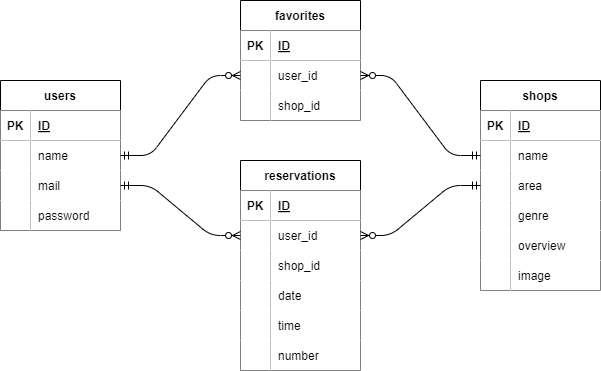 favorites
PK ID
user_id
shop_id
users
PK ID
name
mail
password
shops
PK ID
name
area
genre
overview
image
reservations
PK ID
user_id
shop_id
date
time
number